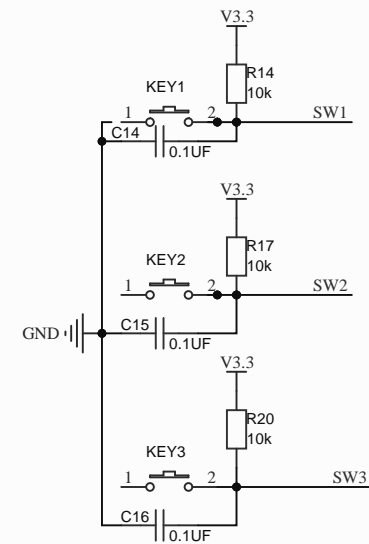 V3.3
R14
10k
KEY1
1
2
SW1
C14
0.1UF
V3.3
R17
10k
KEY2
1
2
SW2
GND
C15
0.1UF
V3.3
R20
10k
KEY3
1
2
SW3
C16
0.1UF